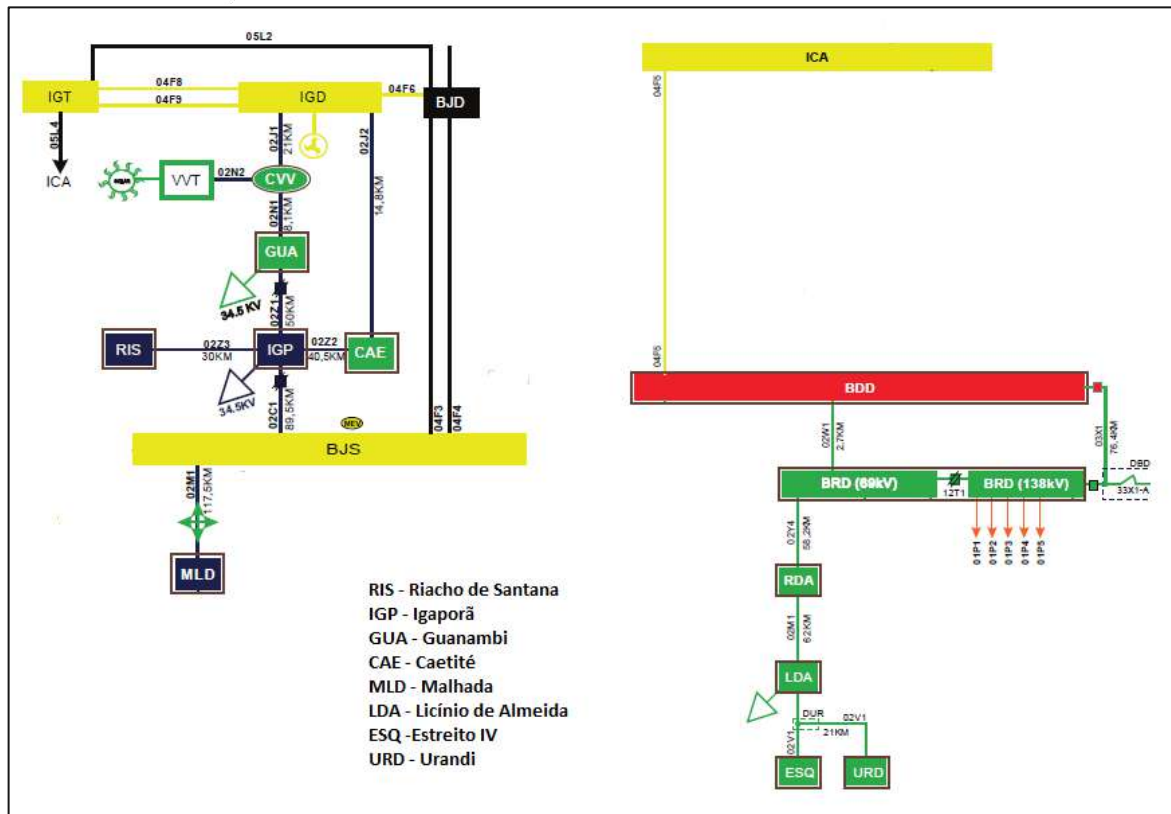 05L2
04F8
IGT
IGD
04F6
BJD
04F9
05L4
ICA
02J1
21KM
02J2
14,8KM
VVT
02N2
CVV
02N1
8,1KM
GUA
34.5 KV
02Z1
50KM
RIS
02Z3
30KM
IGP
02Z2
40,5KM
CAE
34.5KV
02C1
89,5KM
04F3
04F4
BJS
02M1
117,5KM
MLD
RIS - Riacho de Santana
IGP - Igaporã
GUA - Guanambi
CAE - Caetité
MLD - Malhada
LDA - Licínio de Almeida
ESQ -Estreito IV
URD - Urandi
ICA
04F5
04F5
BDD
02W1
2,7KM
03X1
76,4KM
BRD (69kV)
12T1
BRD (138kV)
DBD
33X1-A
01P1
01P2
01P3
01P4
01P5
02Y4
58,2KM
RDA
02M1
62KM
LDA
DUR
02V1
21KM
02V1
ESQ
URD